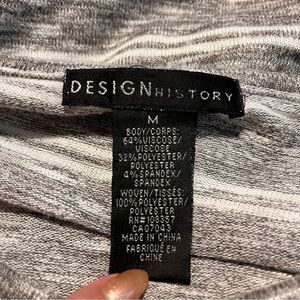 DESIGN HISTORY
M
BODY/CORPS:
64%VISCOSE/
VISCOSE
32%POLYESTER/
POLYESTER
4%SPANDEX/
SPANDEX
WOVEN/TISSÉS:
100%POLYESTER/
POLYESTER
RN#108357
CA07043
MADE IN CHINA
FABRIQUÉ EN
CHINE